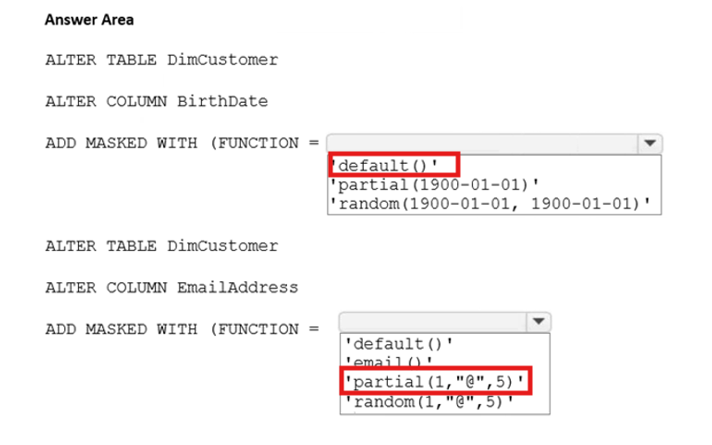 Answer Area
ALTER TABLE DimCustomer
ALTER COLUMN BirthDate
ADD MASKED WITH (FUNCTION =
'default()'
'partial(1900-01-01)'
'random(1900-01-01, 1900-01-01)'
ALTER TABLE DimCustomer
ALTER COLUMN EmailAddress
ADD MASKED WITH (FUNCTION =
'default()'
'email()'
'partial(1,"@",5)'
'random(1,"@",5)'